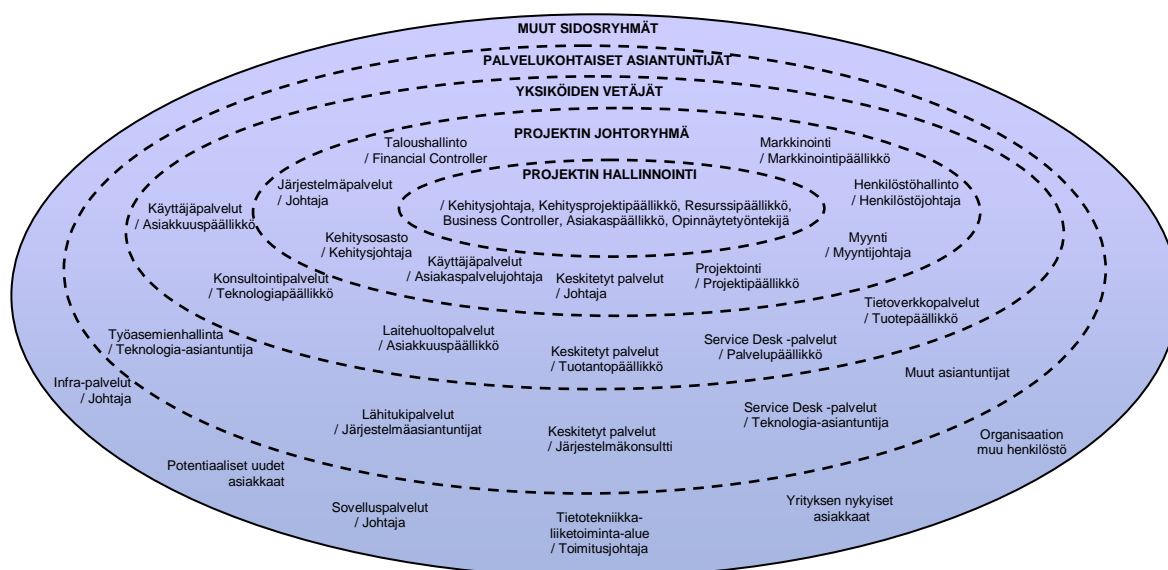 MUUT SIDOSRYHMÄT
PALVELUKOHTAISET ASIANTUNTIJAT
YKSIKÖIDEN VETÄJÄT
PROJEKTIN JOHTORYHMÄ
Taloushallinto
/ Financial Controller
Markkinointi
/ Markkinointipäällikkö
PROJEKTIN HALLINNOINTI
/ Kehitysjohtaja, Kehitysprojektipäällikkö, Resurssipäällikkö,
Business Controller, Asiakaspäällikkö, Opinnäytetyöntekijä
Järjestelmäpalvelut
/ Johtaja
Henkilöstöhallinto
/ Henkilöstöjohtaja
Käyttäjäpalvelut
/ Asiakkuuspäällikkö
Kehitysosasto
/ Kehitysjohtaja
Myynti
/ Myyntijohtaja
Käyttäjäpalvelut
/ Asiakaspalvelujohtaja
Keskitetyt palvelut
/ Johtaja
Projektointi
/ Projektipäällikkö
Konsultointipalvelut
/ Teknologiapäällikkö
Tietoverkkopalvelut
/ Tuotepäällikkö
Työasemienhallinta
/ Teknologia-asiantuntija
Laitehuoltopalvelut
/ Asiakkuuspäällikkö
Keskitetyt palvelut
/ Tuotantopäällikkö
Service Desk -palvelut
/ Palvelupäällikkö
Muut asiantuntijat
Infra-palvelut
/ Johtaja
Lähitukipalvelut
/ Järjestelmäasiantuntijat
Keskitetyt palvelut
/ Järjestelmäkonsultti
Service Desk -palvelut
/ Teknologia-asiantuntija
Organisaation
muu henkilöstö
Potentiaaliset uudet
asiakkaat
Sovelluspalvelut
/ Johtaja
Tietotekniikka-
liiketoiminta-alue
/ Toimitusjohtaja
Yrityksen nykyiset
asiakkaat